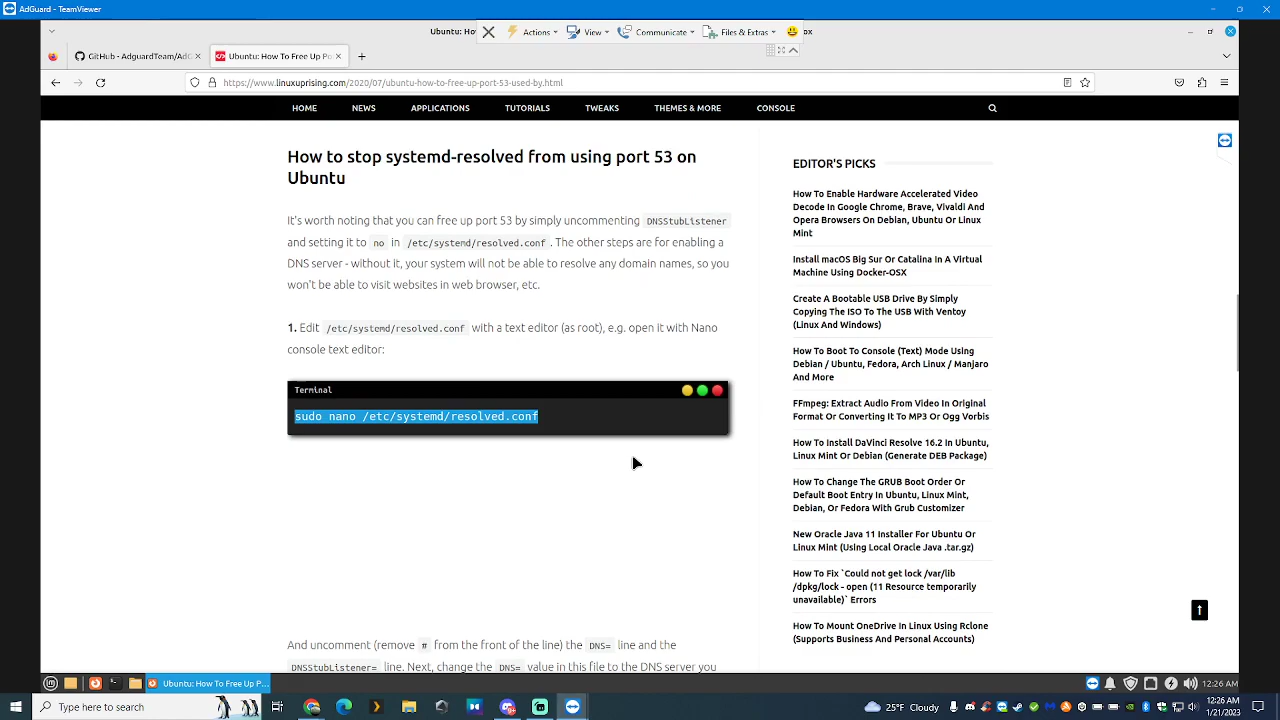 AdGuard - TeamViewer
Ubuntu: Ho
Actions
View
Communicate
Files & Extras
ox
GitHub - AdguardTeam/AdG
Ubuntu: How To Free Up Po
https://www.linuxuprising.com/2020/07/ubuntu-how-to-free-up-port-53-used-by.html
HOME NEWS APPLICATIONS TUTORIALS TWEAKS THEMES & MORE CONSOLE
How to stop systemd-resolved from using port 53 on
Ubuntu
It's worth noting that you can free up port 53 by simply uncommenting DNSStubListener
and setting it to no in /etc/systemd/resolved.conf. The other steps are for enabling a
DNS server - without it, your system will not be able to resolve any domain names, so you
won't be able to visit websites in web browser, etc.
1. Edit /etc/systemd/resolved.conf with a text editor (as root), e.g. open it with Nano
console text editor:
Terminal
sudo nano /etc/systemd/resolved.conf
And uncomment (remove # from the front of the line) the DNS= line and the
DNSStubListener= line. Next, change the DNS= value in this file to the DNS server you
EDITOR'S PICKS
How To Enable Hardware Accelerated Video
Decode In Google Chrome, Brave, Vivaldi And
Opera Browsers On Debian, Ubuntu Or Linux
Mint
Install macOS Big Sur Or Catalina In A Virtual
Machine Using Docker-OSX
Create A Bootable USB Drive By Simply
Copying The ISO To The USB With Ventoy
(Linux And Windows)
How To Boot To Console (Text) Mode Using
Debian / Ubuntu, Fedora, Arch Linux / Manjaro
And More
FFmpeg: Extract Audio From Video In Original
Format Or Converting It To MP3 Or Ogg Vorbis
How To Install DaVinci Resolve 16.2 In Ubuntu,
Linux Mint Or Debian (Generate DEB Package)
How To Change The GRUB Boot Order Or
Default Boot Entry In Ubuntu, Linux Mint,
Debian, Or Fedora With Grub Customizer
New Oracle Java 11 Installer For Ubuntu Or
Linux Mint (Using Local Oracle Java .tar.gz)
How To Fix `Could not get lock /var/lib
/dpkg/lock - open (11 Resource temporarily
unavailable)` Errors
How To Mount OneDrive In Linux Using Rclone
(Supports Business And Personal Accounts)
Ubuntu: How To Free Up P...
12:26 AM
Type here to search
25°F Cloudy
12:26 AM
1/21/2023